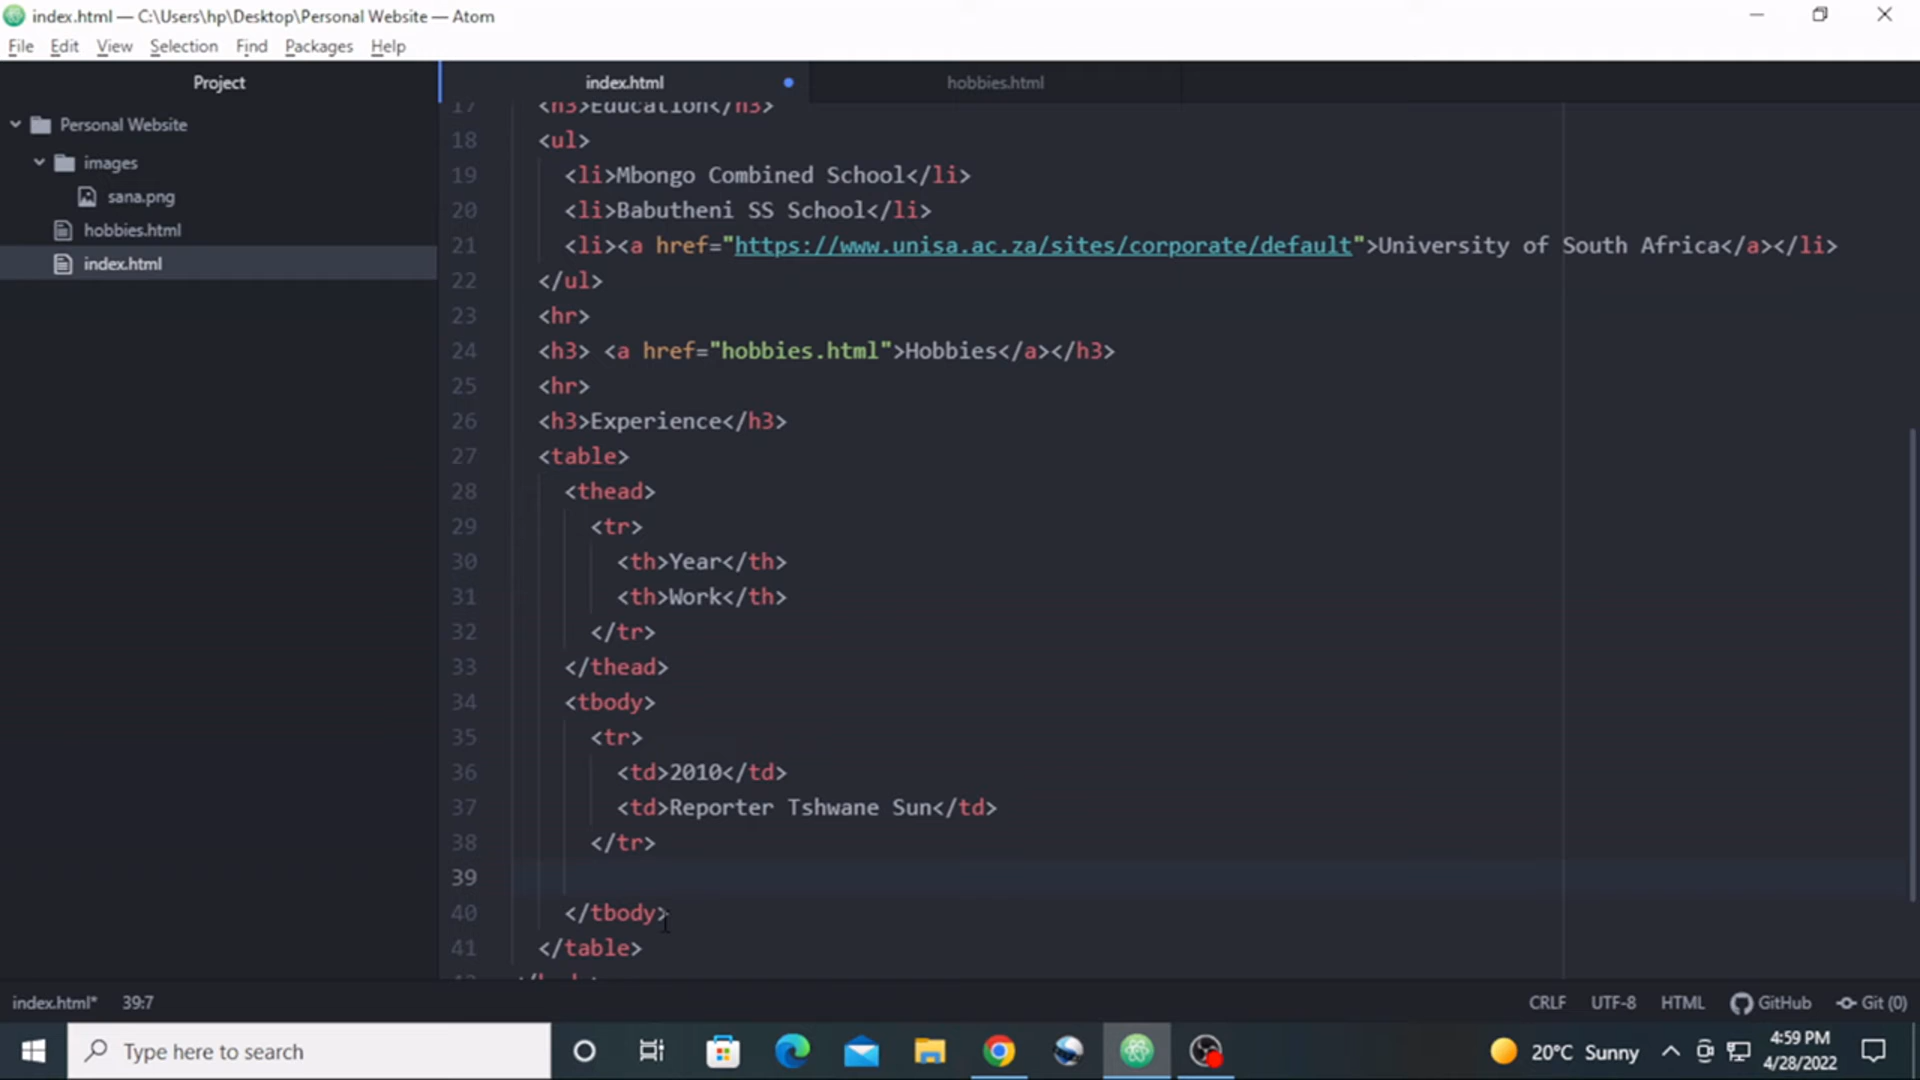 index.html — C:\Users\hp\Desktop\Personal Website — Atom
File Edit View Selection Find Packages Help
Project
index.html
hobbies.html
Personal Website
images
sana.png
hobbies.html
index.html
17 <h3>Education</h3>
18 <ul>
19 <li>Mbongo Combined School</li>
20 <li>Babutheni SS School</li>
21 <li><a href="https://www.unisa.ac.za/sites/corporate/default">University of South Africa</a></li>
22 </ul>
23 <hr>
24 <h3> <a href="hobbies.html">Hobbies</a></h3>
25 <hr>
26 <h3>Experience</h3>
27 <table>
28 <thead>
29 <tr>
30 <th>Year</th>
31 <th>Work</th>
32 </tr>
33 </thead>
34 <tbody>
35 <tr>
36 <td>2010</td>
37 <td>Reporter Tshwane Sun</td>
38 </tr>
39
40 </tbody>
41 </table>
index.html* 39:7 CRLF UTF-8 HTML GitHub Git (0)
Type here to search
20°C Sunny
4:59 PM
4/28/2022